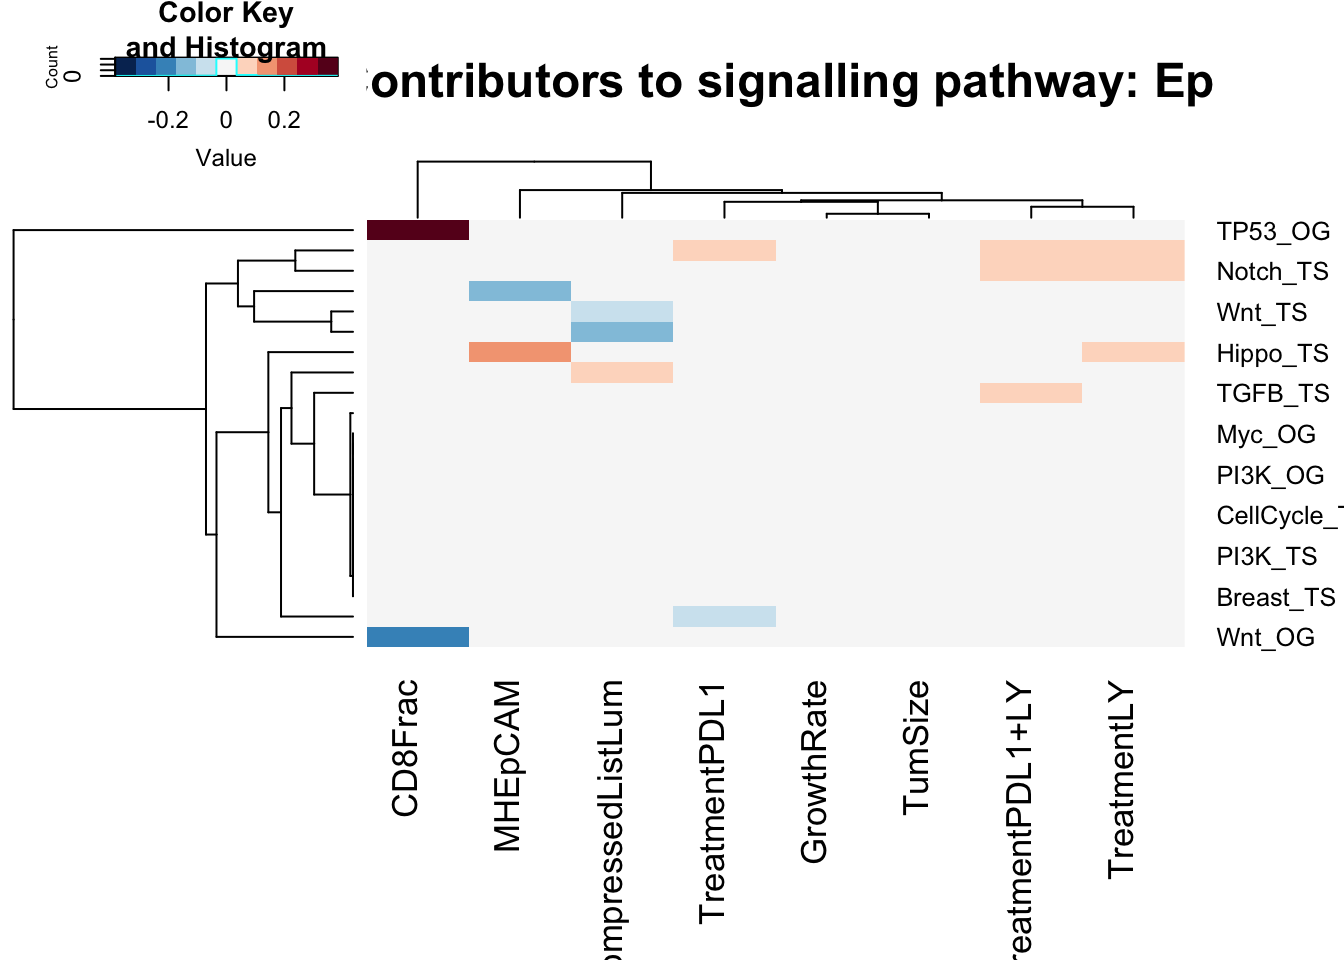 Color Key
and Histogram
Count
0
-0.2 0 0.2
Value
ontributors to signalling pathway: Ep
TP53_OG
Notch_TS
Wnt_TS
Hippo_TS
TGFB_TS
Myc_OG
PI3K_OG
CellCycle_
PI3K_TS
Breast_TS
Wnt_OG
CD8Frac
MHEpCAM
ompressedListLum
TreatmentPDL1
GrowthRate
TumSize
reatmentPDL1+LY
TreatmentLY